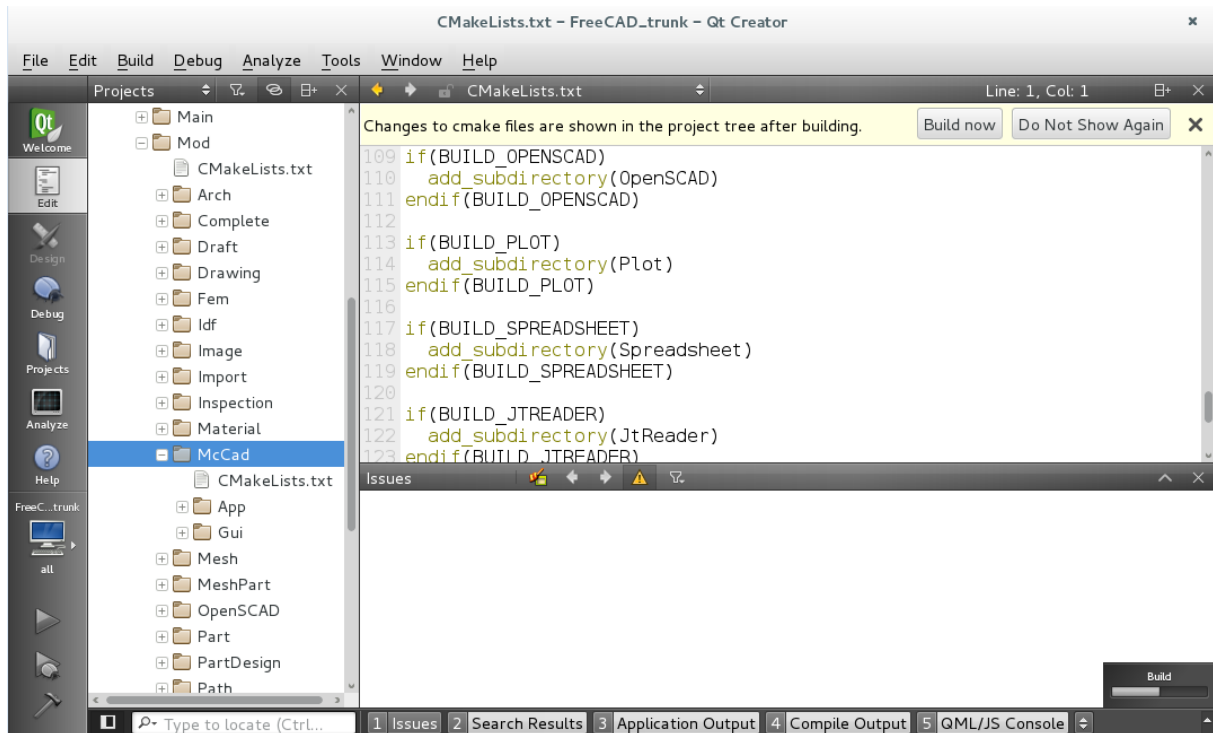 CMakeLists.txt – FreeCAD_trunk – Qt Creator
File Edit Build Debug Analyze Tools Window Help
Projects
CMakeLists.txt
Line: 1, Col: 1
Qt
Welcome
Edit
Design
Debug
Projects
Analyze
Help
FreeC...trunk
all
Main
Mod
CMakeLists.txt
Arch
Complete
Draft
Drawing
Fem
Idf
Image
Import
Inspection
Material
McCad
CMakeLists.txt
App
Gui
Mesh
MeshPart
OpenSCAD
Part
PartDesign
Path
Changes to cmake files are shown in the project tree after building.
Build now
Do Not Show Again
109 if(BUILD_OPENSCAD)
110 add_subdirectory(OpenSCAD)
111 endif(BUILD_OPENSCAD)
112
113 if(BUILD_PLOT)
114 add_subdirectory(Plot)
115 endif(BUILD_PLOT)
116
117 if(BUILD_SPREADSHEET)
118 add_subdirectory(Spreadsheet)
119 endif(BUILD_SPREADSHEET)
120
121 if(BUILD_JTREADER)
122 add_subdirectory(JtReader)
123 endif(BUILD_JTREADER)
Issues
Build
Type to locate (Ctrl...
1 Issues 2 Search Results 3 Application Output 4 Compile Output 5 QML/JS Console